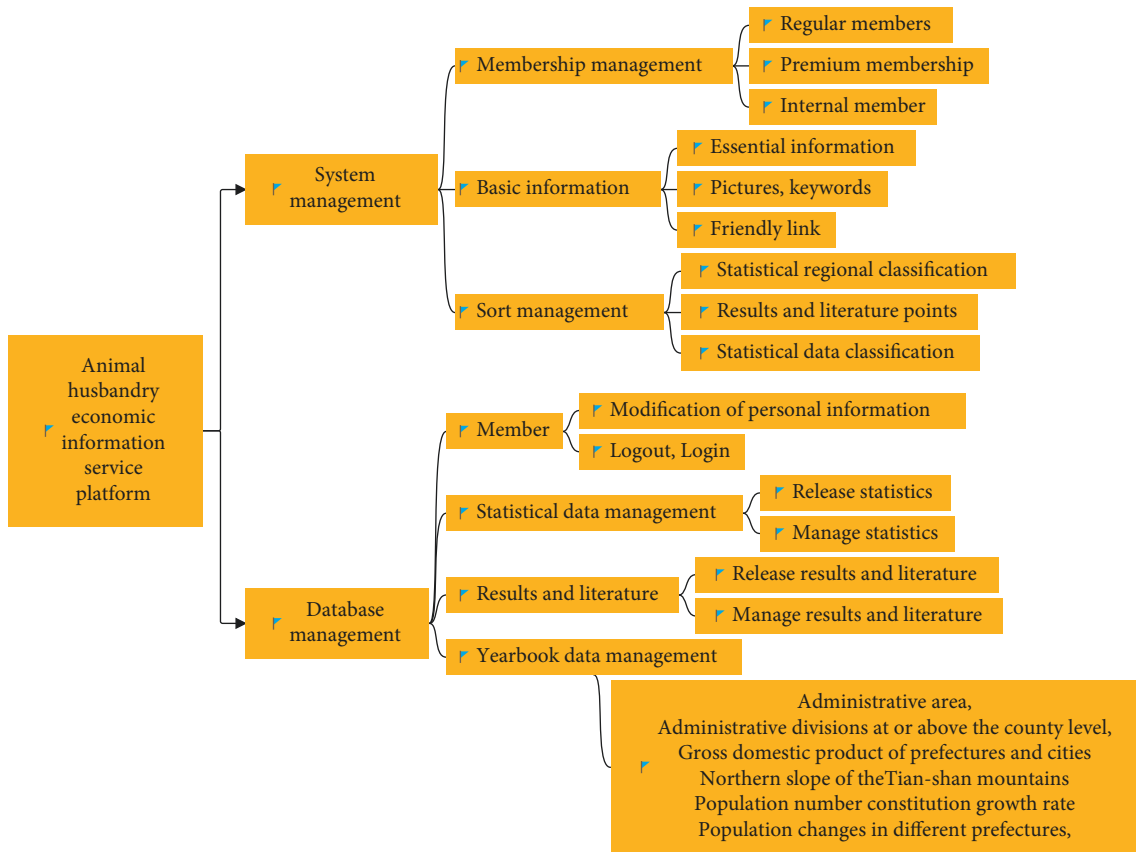 Animal
husbandry
economic
information
service
platform
System
management
Membership management
Regular members
Premium membership
Internal member
Basic information
Essential information
Pictures, keywords
Friendly link
Sort management
Statistical regional classification
Results and literature points
Statistical data classification
Database
management
Member
Modification of personal information
Logout, Login
Statistical data management
Release statistics
Manage statistics
Results and literature
Release results and literature
Manage results and literature
Yearbook data management
Administrative area,
Administrative divisions at or above the county level,
Gross domestic product of prefectures and cities
Northern slope of theTian-shan mountains
Population number constitution growth rate
Population changes in different prefectures,